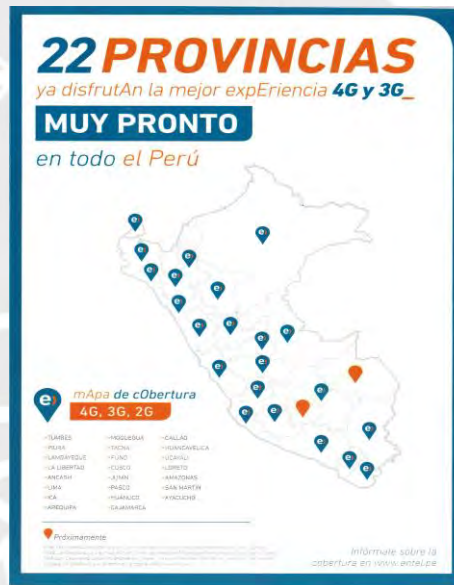 22 PROVINCIAS
ya disfrutAn la mejor expEriencia 4G y 3G_
MUY PRONTO
en todo el Perú
e)
mApa de cObertura
4G, 3G, 2G
-TUMBES
-PIURA
-LAMBAYEQUE
-LA LIBERTAD
-ANCASH
-LIMA
-ICA
-AREQUIPA
-MOQUEGUA
-TACNA
-PUNO
-CUSCO
-JUNIN
-PASCO
-HUÁNUCO
-CAJAMARCA
-CALLAO
-HUANCAVELICA
-UCAYALI
-LORETO
-AMAZONAS
-SAN MARTIN
-AYACUCHO
Próximamente
Infórmate sobre la
cobertura en www.entel.pe